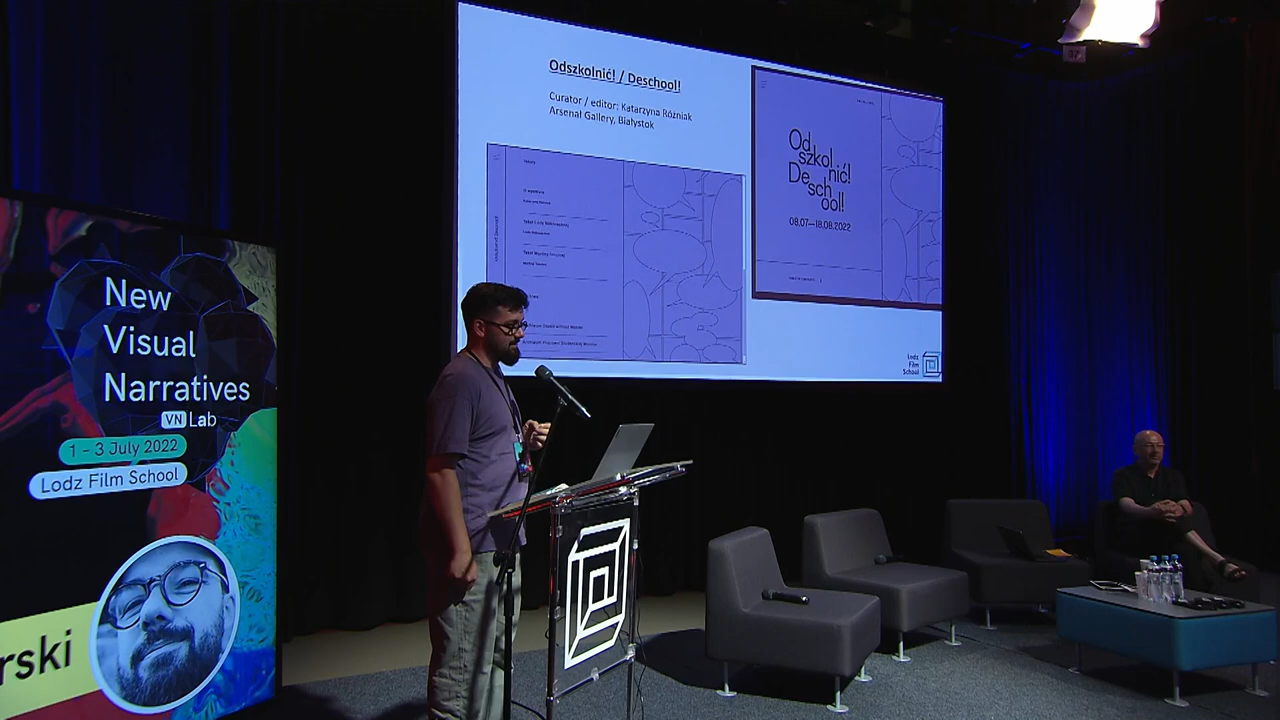 Odszkolnić! / Deschool!
Curator / editor: Katarzyna Różniak
Arsenał Gallery, Białystok
Od
szkol
nić!
De
sch
ool!
08.07—18.08.2022
Lodz
Film
School
New
Visual
Narratives
VN Lab
1 - 3 July 2022
Lodz Film School
rski